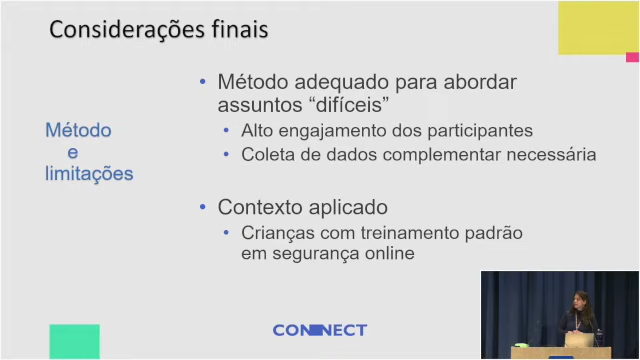 Considerações finais
Método
e
limitações
• Método adequado para abordar
assuntos “difíceis”
• Alto engajamento dos participantes
• Coleta de dados complementar necessária
• Contexto aplicado
• Crianças com treinamento padrão
em segurança online
CONNECT